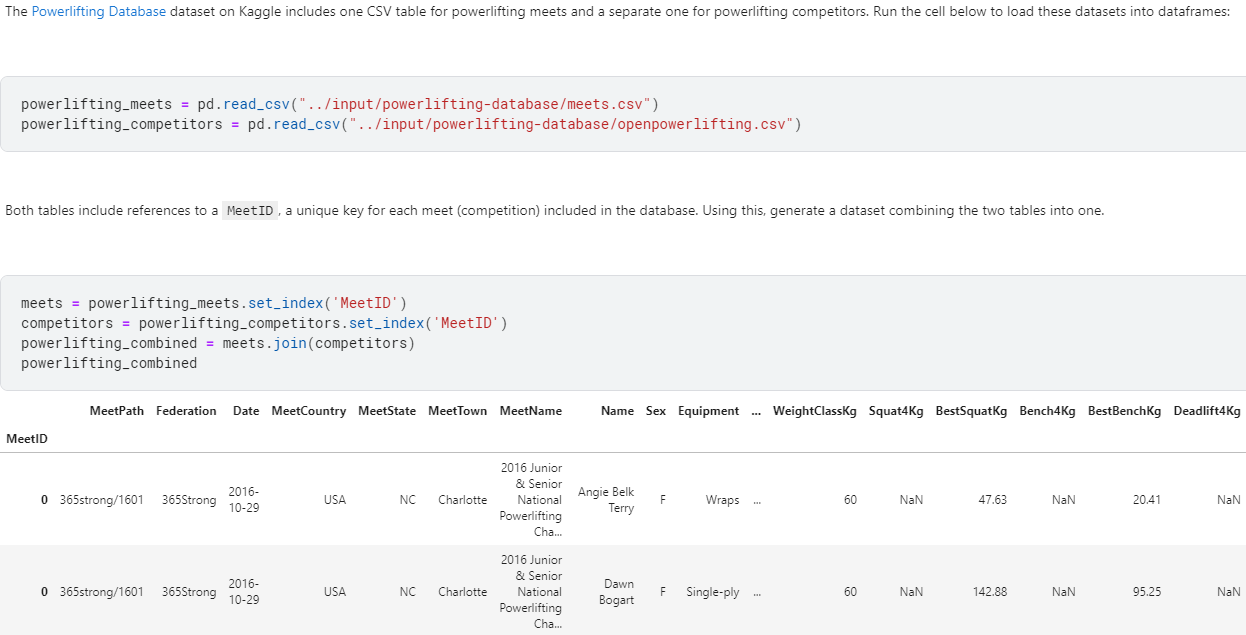 The Powerlifting Database dataset on Kaggle includes one CSV table for powerlifting meets and a separate one for powerlifting competitors. Run the cell below to load these datasets into dataframes:
powerlifting_meets = pd.read_csv("../input/powerlifting-database/meets.csv")
powerlifting_competitors = pd.read_csv("../input/powerlifting-database/openpowerlifting.csv")
Both tables include references to a MeetID, a unique key for each meet (competition) included in the database. Using this, generate a dataset combining the two tables into one.
meets = powerlifting_meets.set_index('MeetID')
competitors = powerlifting_competitors.set_index('MeetID')
powerlifting_combined = meets.join(competitors)
powerlifting_combined
MeetPath Federation Date MeetCountry MeetState MeetTown MeetName Name Sex Equipment ... WeightClassKg Squat4Kg BestSquatKg Bench4Kg BestBenchKg Deadlift4Kg
MeetID
0 365strong/1601 365Strong 2016-10-29 USA NC Charlotte 2016 Junior & Senior National Powerlifting Cha... Angie Belk Terry F Wraps ... 60 NaN 47.63 NaN 20.41 NaN
0 365strong/1601 365Strong 2016-10-29 USA NC Charlotte 2016 Junior & Senior National Powerlifting Cha... Dawn Bogart F Single-ply ... 60 NaN 142.88 NaN 95.25 NaN